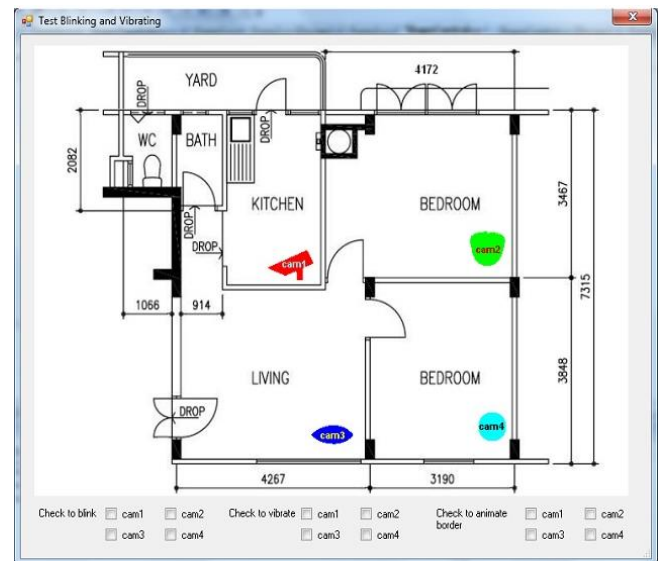 Test Blinking and Vibrating
4172
YARD
DROP
WC
BATH
DROP
2082
KITCHEN
BEDROOM
3467
DROP
DROP
cam1
cam2
7315
1066
914
LIVING
BEDROOM
3848
DROP
cam3
cam4
4267
3190
Check to blink cam1 cam2 Check to vibrate cam1 cam2 Check to animate border cam1 cam2
cam3 cam4 cam3 cam4 cam3 cam4